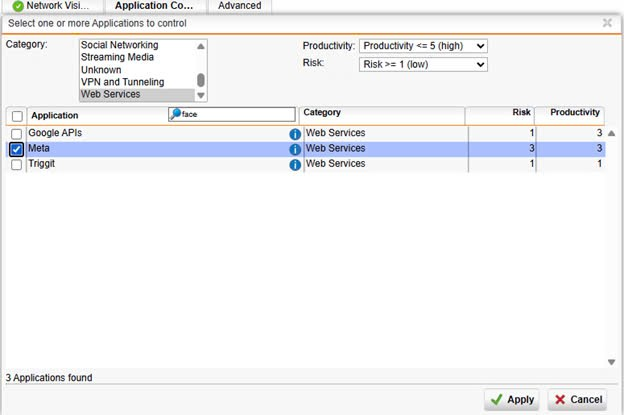 Network Visi... Application Co... Advanced
Select one or more Applications to control
Category:
Social Networking
Streaming Media
Unknown
VPN and Tunneling
Web Services
Productivity: Productivity <= 5 (high)
Risk: Risk >= 1 (low)
Application face Category Risk Productivity
Google APIs Web Services 1 3
Meta Web Services 3 3
Triggit Web Services 1 1
3 Applications found
Apply Cancel